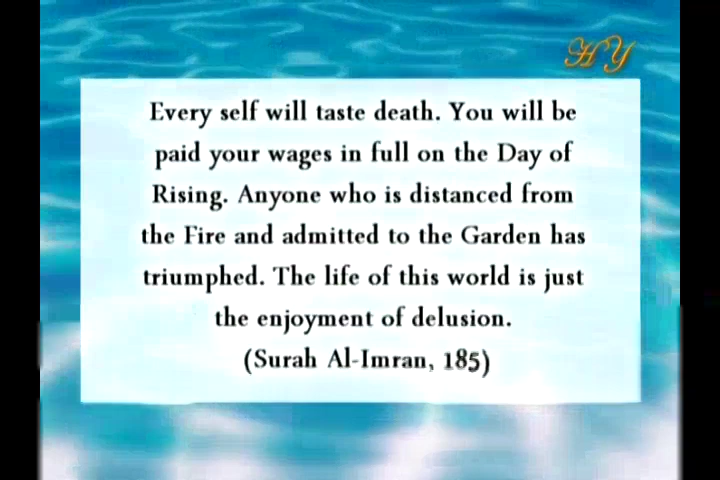 HY
Every self will taste death. You will be
paid your wages in full on the Day of
Rising. Anyone who is distanced from
the Fire and admitted to the Garden has
triumphed. The life of this world is just
the enjoyment of delusion.
(Surah Al-Imran, 185)